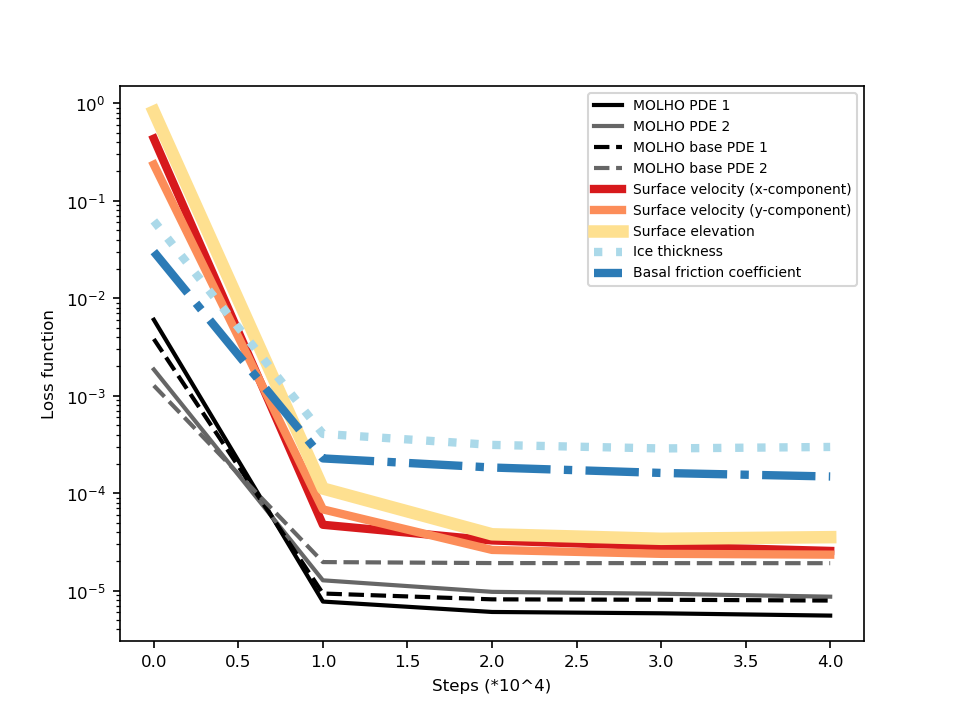 MOLHO PDE 1
MOLHO PDE 2
MOLHO base PDE 1
MOLHO base PDE 2
Surface velocity (x-component)
Surface velocity (y-component)
Surface elevation
Ice thickness
Basal friction coefficient
10⁰
10⁻¹
10⁻²
10⁻³
10⁻⁴
10⁻⁵
Loss function
0.0 0.5 1.0 1.5 2.0 2.5 3.0 3.5 4.0
Steps (*10^4)